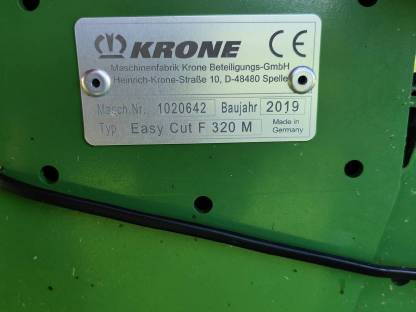 KRONE CE
Maschinenfabrik Krone Beteiligungs-GmbH
Heinrich-Krone-Straße 10, D-48480 Spelle
Masch.Nr. 1020642 Baujahr 2019
Typ Easy Cut F 320 M Made in Germany